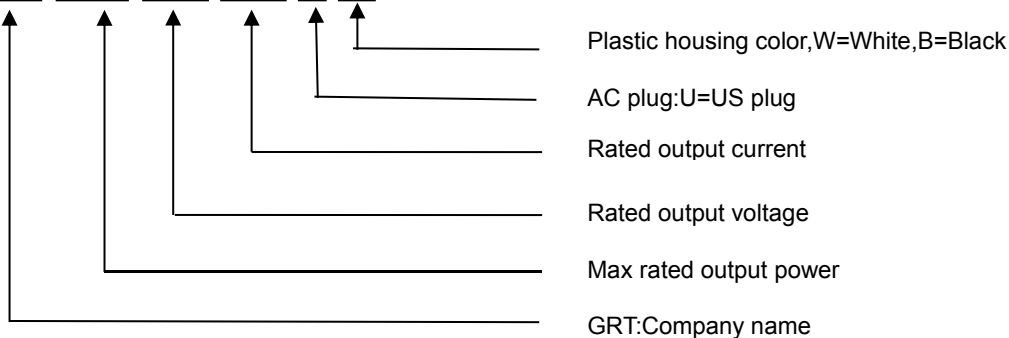 Plastic housing color,W=White,B=Black
AC plug:U=US plug
Rated output current
Rated output voltage
Max rated output power
GRT:Company name